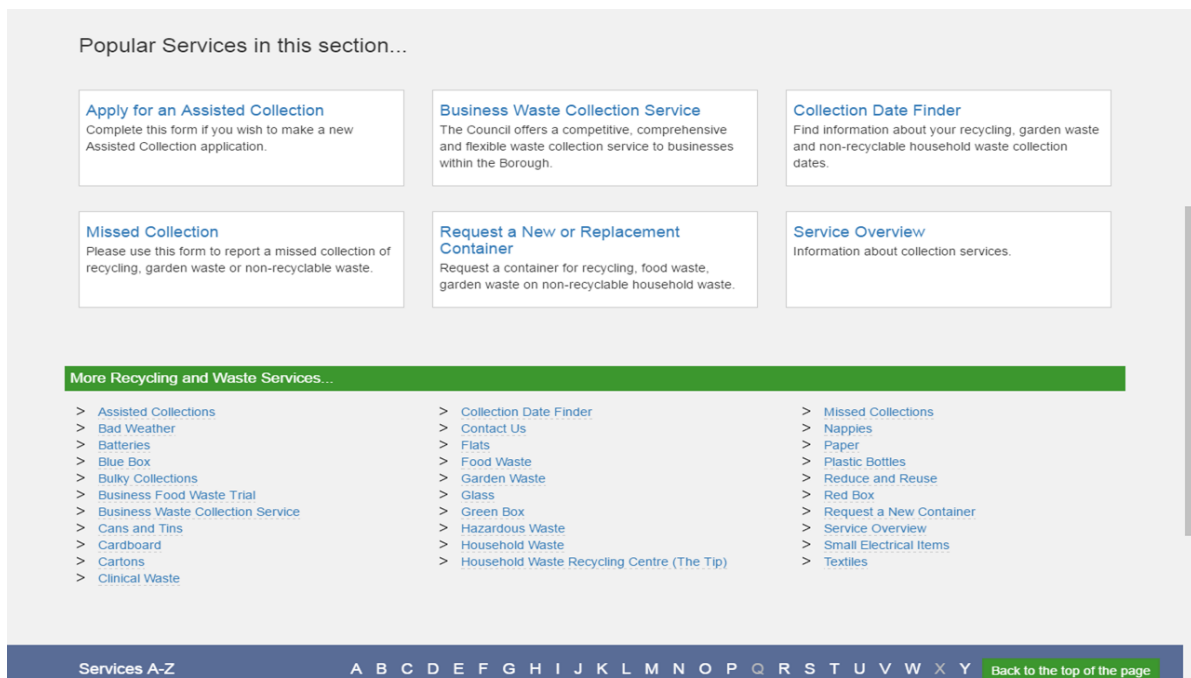 Popular Services in this section...
Apply for an Assisted Collection
Complete this form if you wish to make a new
Assisted Collection application.
Business Waste Collection Service
The Council offers a competitive, comprehensive
and flexible waste collection service to businesses
within the Borough.
Collection Date Finder
Find information about your recycling, garden waste
and non-recyclable household waste collection
dates.
Missed Collection
Please use this form to report a missed collection of
recycling, garden waste or non-recyclable waste.
Request a New or Replacement
Container
Request a container for recycling, food waste,
garden waste on non-recyclable household waste.
Service Overview
Information about collection services.
More Recycling and Waste Services...
> Assisted Collections
> Bad Weather
> Batteries
> Blue Box
> Bulky Collections
> Business Food Waste Trial
> Business Waste Collection Service
> Cans and Tins
> Cardboard
> Cartons
> Clinical Waste
> Collection Date Finder
> Contact Us
> Flats
> Food Waste
> Garden Waste
> Glass
> Green Box
> Hazardous Waste
> Household Waste
> Household Waste Recycling Centre (The Tip)
> Missed Collections
> Nappies
> Paper
> Plastic Bottles
> Reduce and Reuse
> Red Box
> Request a New Container
> Service Overview
> Small Electrical Items
> Textiles
Services A-Z A B C D E F G H I J K L M N O P Q R S T U V W X Y Back to the top of the page